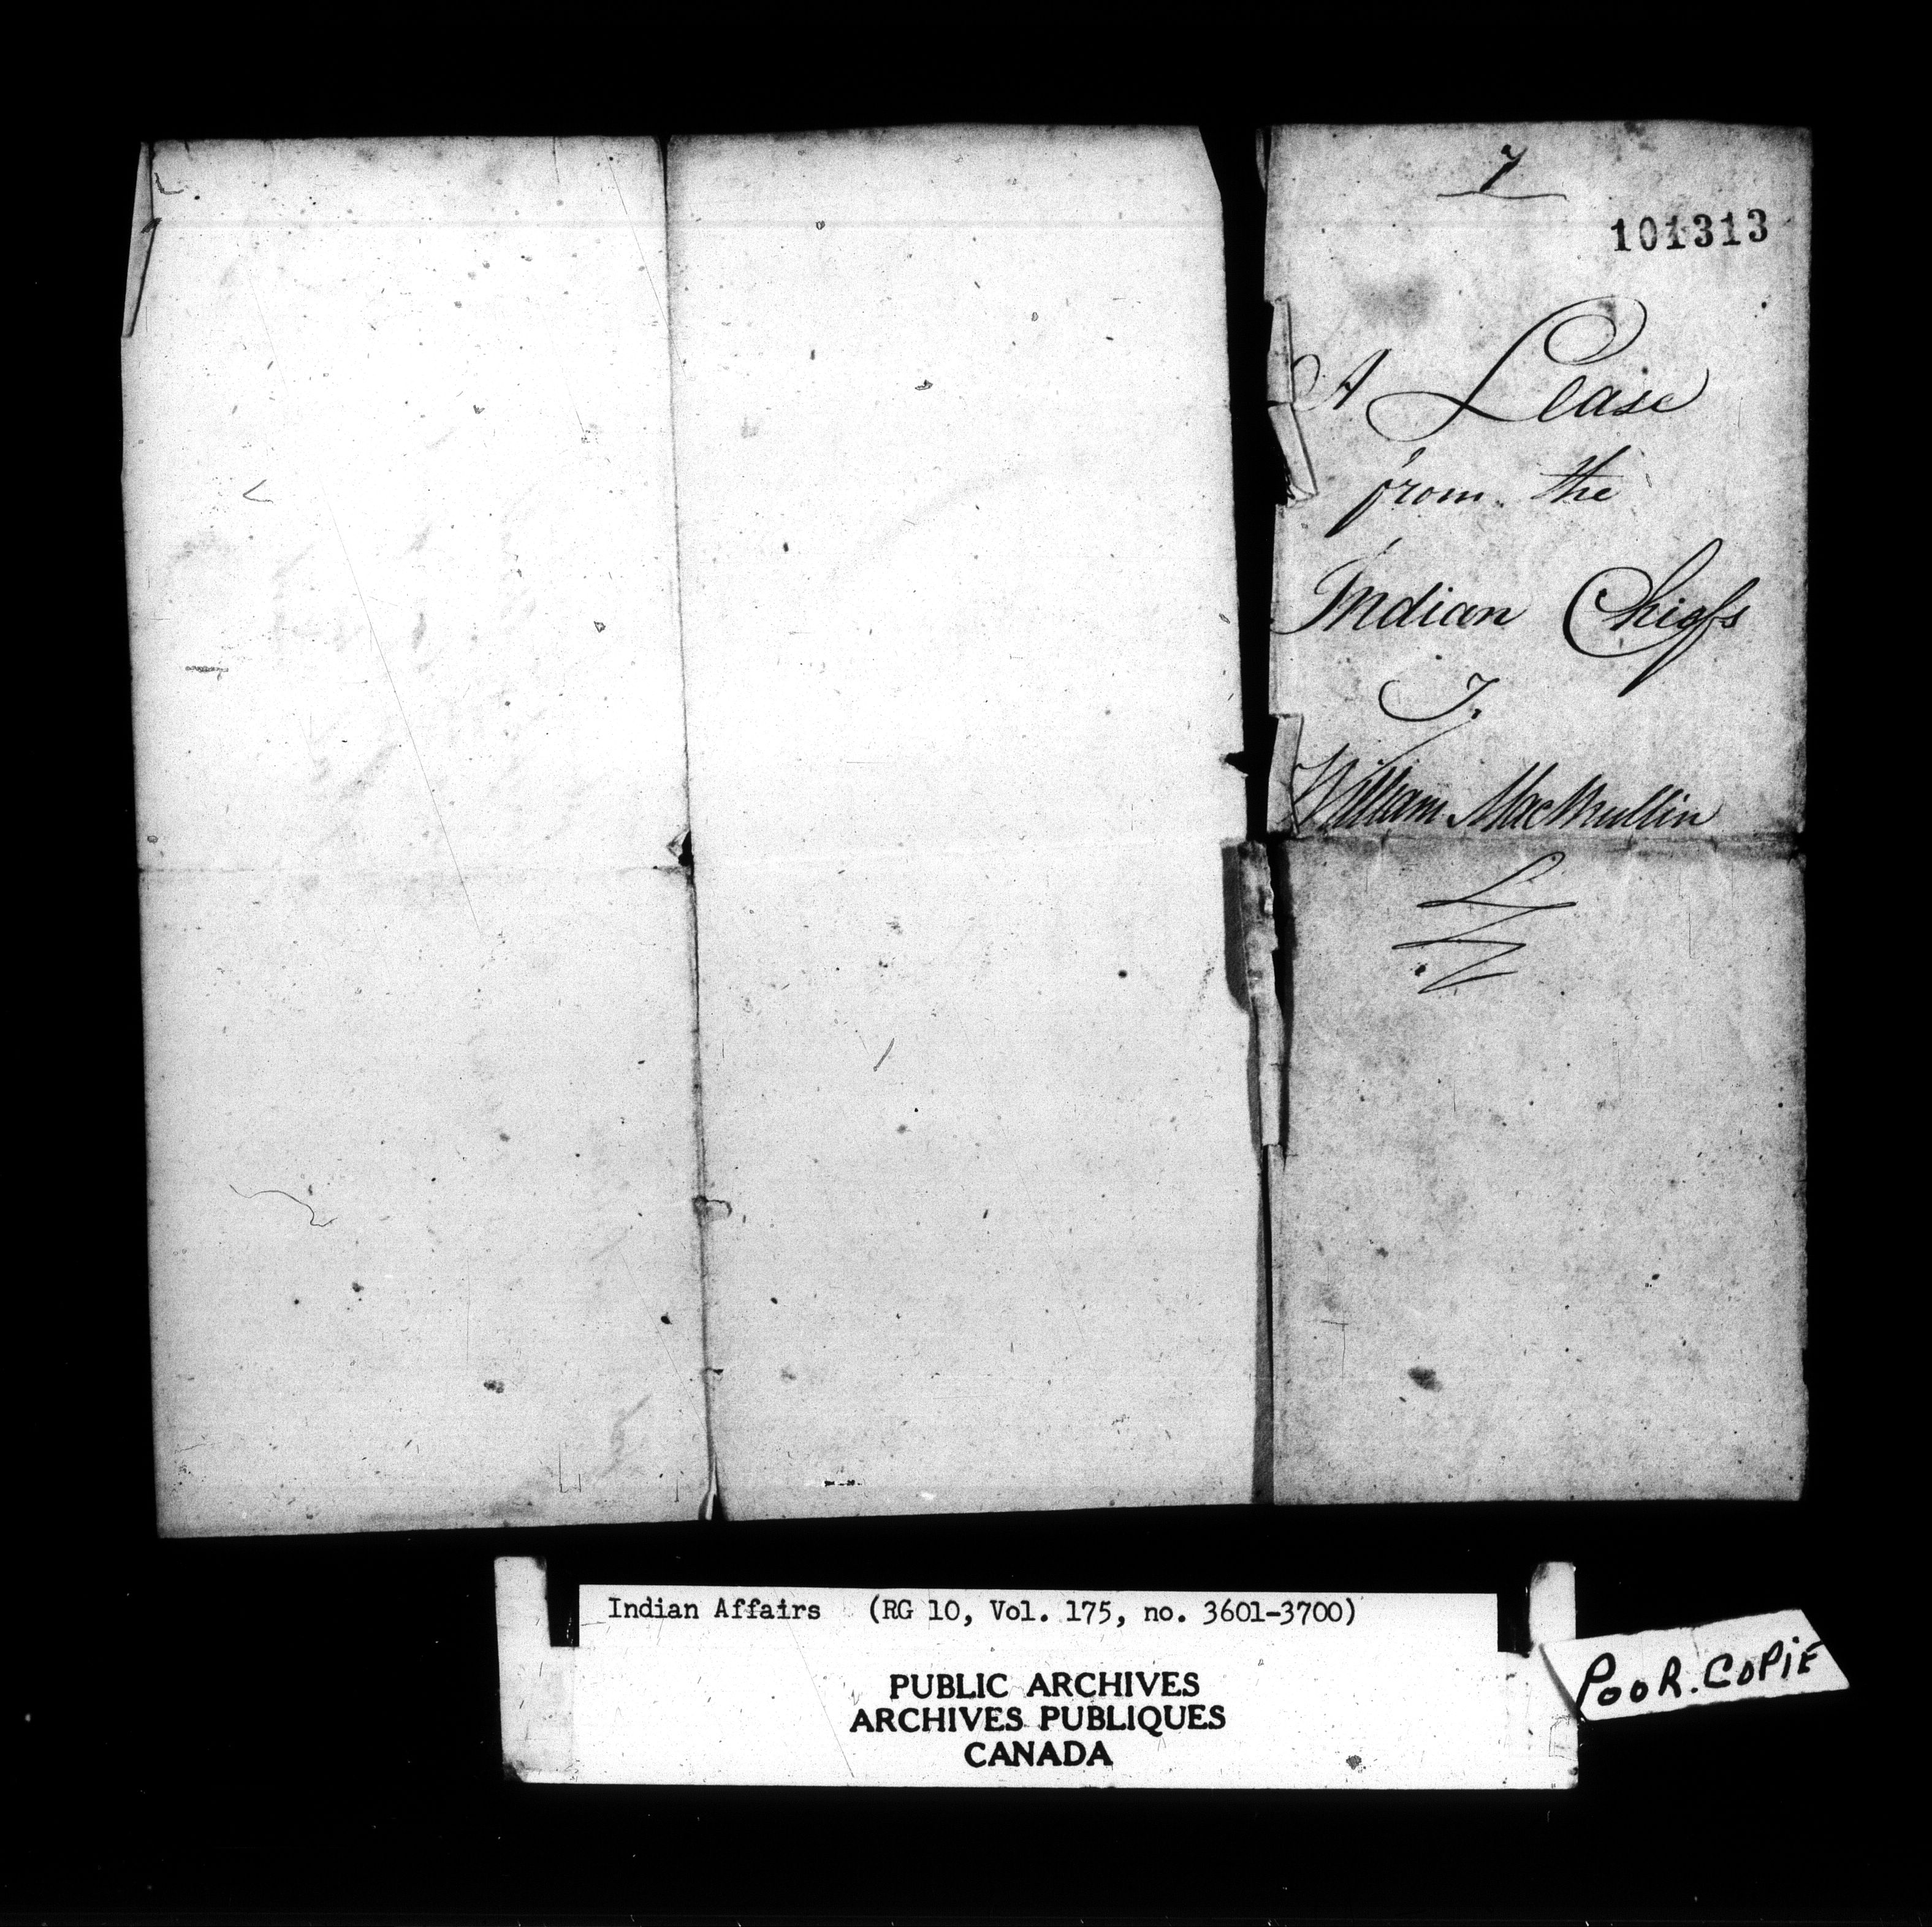 7
101313
A Lease
from the
Indian Chiefs
To
William MacMullin
Indian Affairs (RG 10, Vol. 175, no. 3601-3700)
PUBLIC ARCHIVES
ARCHIVES PUBLIQUES
CANADA
POOR.COPIE